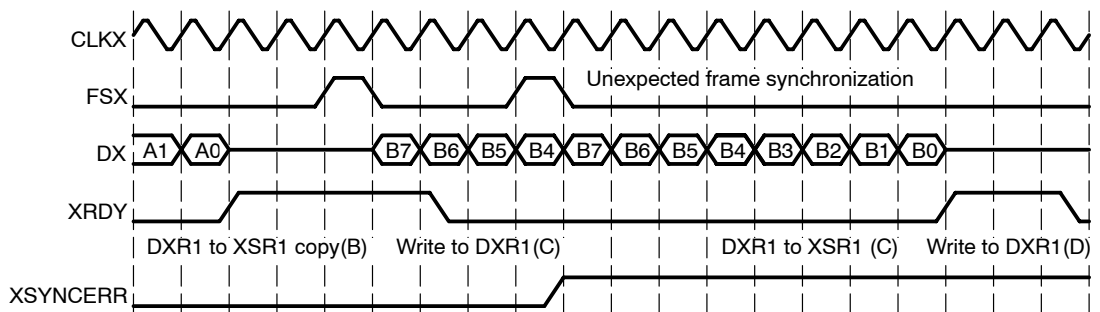 CLKX
FSX
Unexpected frame synchronization
DX
A1 A0 B7 B6 B5 B4 B7 B6 B5 B4 B3 B2 B1 B0
XRDY
DXR1 to XSR1 copy(B) Write to DXR1(C) DXR1 to XSR1 (C) Write to DXR1(D)
XSYNCERR